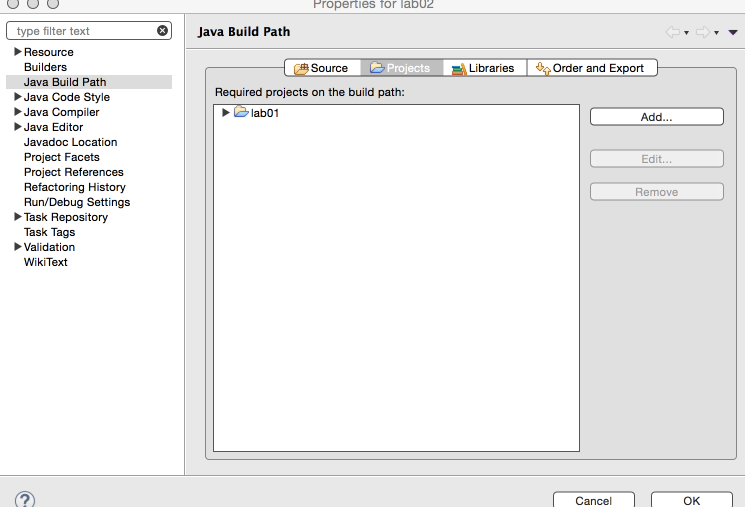 Properties for lab02
type filter text
Resource
Builders
Java Build Path
Java Code Style
Java Compiler
Java Editor
Javadoc Location
Project Facets
Project References
Refactoring History
Run/Debug Settings
Task Repository
Task Tags
Validation
WikiText
Java Build Path
Source Projects Libraries Order and Export
Required projects on the build path:
lab01
Add...
Edit...
Remove
?
Cancel OK